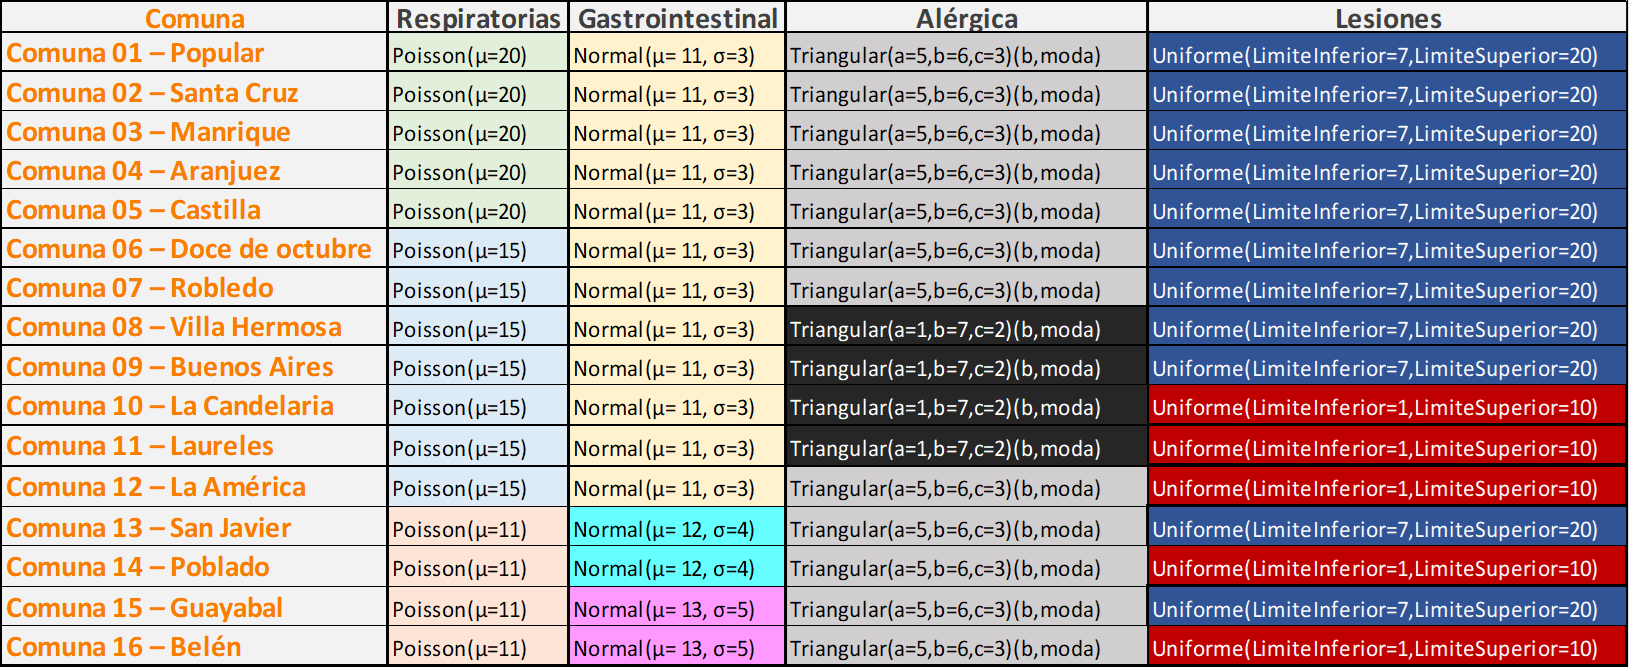 Comuna Respiratorias Gastrointestinal Alérgica Lesiones
Comuna 01 – Popular Poisson(µ=20) Normal(µ= 11, σ=3) Triangular(a=5,b=6,c=3)(b,moda) Uniforme(LimiteInferior=7,LimiteSuperior=20)
Comuna 02 – Santa Cruz Poisson(µ=20) Normal(µ= 11, σ=3) Triangular(a=5,b=6,c=3)(b,moda) Uniforme(LimiteInferior=7,LimiteSuperior=20)
Comuna 03 – Manrique Poisson(µ=20) Normal(µ= 11, σ=3) Triangular(a=5,b=6,c=3)(b,moda) Uniforme(LimiteInferior=7,LimiteSuperior=20)
Comuna 04 – Aranjuez Poisson(µ=20) Normal(µ= 11, σ=3) Triangular(a=5,b=6,c=3)(b,moda) Uniforme(LimiteInferior=7,LimiteSuperior=20)
Comuna 05 – Castilla Poisson(µ=20) Normal(µ= 11, σ=3) Triangular(a=5,b=6,c=3)(b,moda) Uniforme(LimiteInferior=7,LimiteSuperior=20)
Comuna 06 – Doce de octubre Poisson(µ=15) Normal(µ= 11, σ=3) Triangular(a=5,b=6,c=3)(b,moda) Uniforme(LimiteInferior=7,LimiteSuperior=20)
Comuna 07 – Robledo Poisson(µ=15) Normal(µ= 11, σ=3) Triangular(a=5,b=6,c=3)(b,moda) Uniforme(LimiteInferior=7,LimiteSuperior=20)
Comuna 08 – Villa Hermosa Poisson(µ=15) Normal(µ= 11, σ=3) Triangular(a=1,b=7,c=2)(b,moda) Uniforme(LimiteInferior=7,LimiteSuperior=20)
Comuna 09 – Buenos Aires Poisson(µ=15) Normal(µ= 11, σ=3) Triangular(a=1,b=7,c=2)(b,moda) Uniforme(LimiteInferior=7,LimiteSuperior=20)
Comuna 10 – La Candelaria Poisson(µ=15) Normal(µ= 11, σ=3) Triangular(a=1,b=7,c=2)(b,moda) Uniforme(LimiteInferior=1,LimiteSuperior=10)
Comuna 11 – Laureles Poisson(µ=15) Normal(µ= 11, σ=3) Triangular(a=1,b=7,c=2)(b,moda) Uniforme(LimiteInferior=1,LimiteSuperior=10)
Comuna 12 – La América Poisson(µ=15) Normal(µ= 11, σ=3) Triangular(a=5,b=6,c=3)(b,moda) Uniforme(LimiteInferior=1,LimiteSuperior=10)
Comuna 13 – San Javier Poisson(µ=11) Normal(µ= 12, σ=4) Triangular(a=5,b=6,c=3)(b,moda) Uniforme(LimiteInferior=7,LimiteSuperior=20)
Comuna 14 – Poblado Poisson(µ=11) Normal(µ= 12, σ=4) Triangular(a=5,b=6,c=3)(b,moda) Uniforme(LimiteInferior=1,LimiteSuperior=10)
Comuna 15 – Guayabal Poisson(µ=11) Normal(µ= 13, σ=5) Triangular(a=5,b=6,c=3)(b,moda) Uniforme(LimiteInferior=7,LimiteSuperior=20)
Comuna 16 – Belén Poisson(µ=11) Normal(µ= 13, σ=5) Triangular(a=5,b=6,c=3)(b,moda) Uniforme(LimiteInferior=1,LimiteSuperior=10)